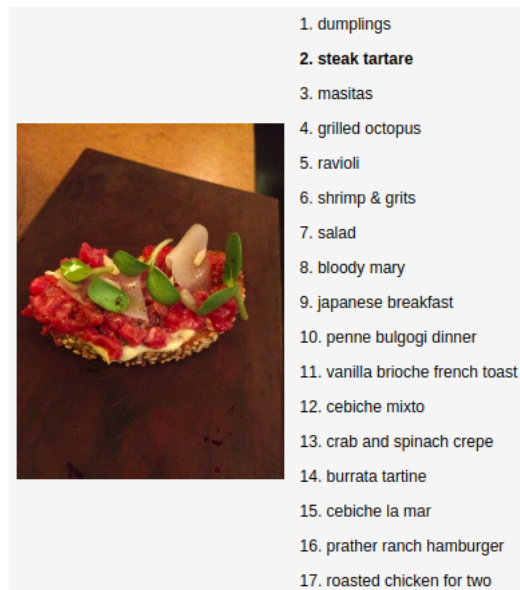 1. dumplings
2. steak tartare
3. masitas
4. grilled octopus
5. ravioli
6. shrimp & grits
7. salad
8. bloody mary
9. japanese breakfast
10. penne bulgogi dinner
11. vanilla brioche french toast
12. cebiche mixto
13. crab and spinach crepe
14. burrata tartine
15. cebiche la mar
16. prather ranch hamburger
17. roasted chicken for two